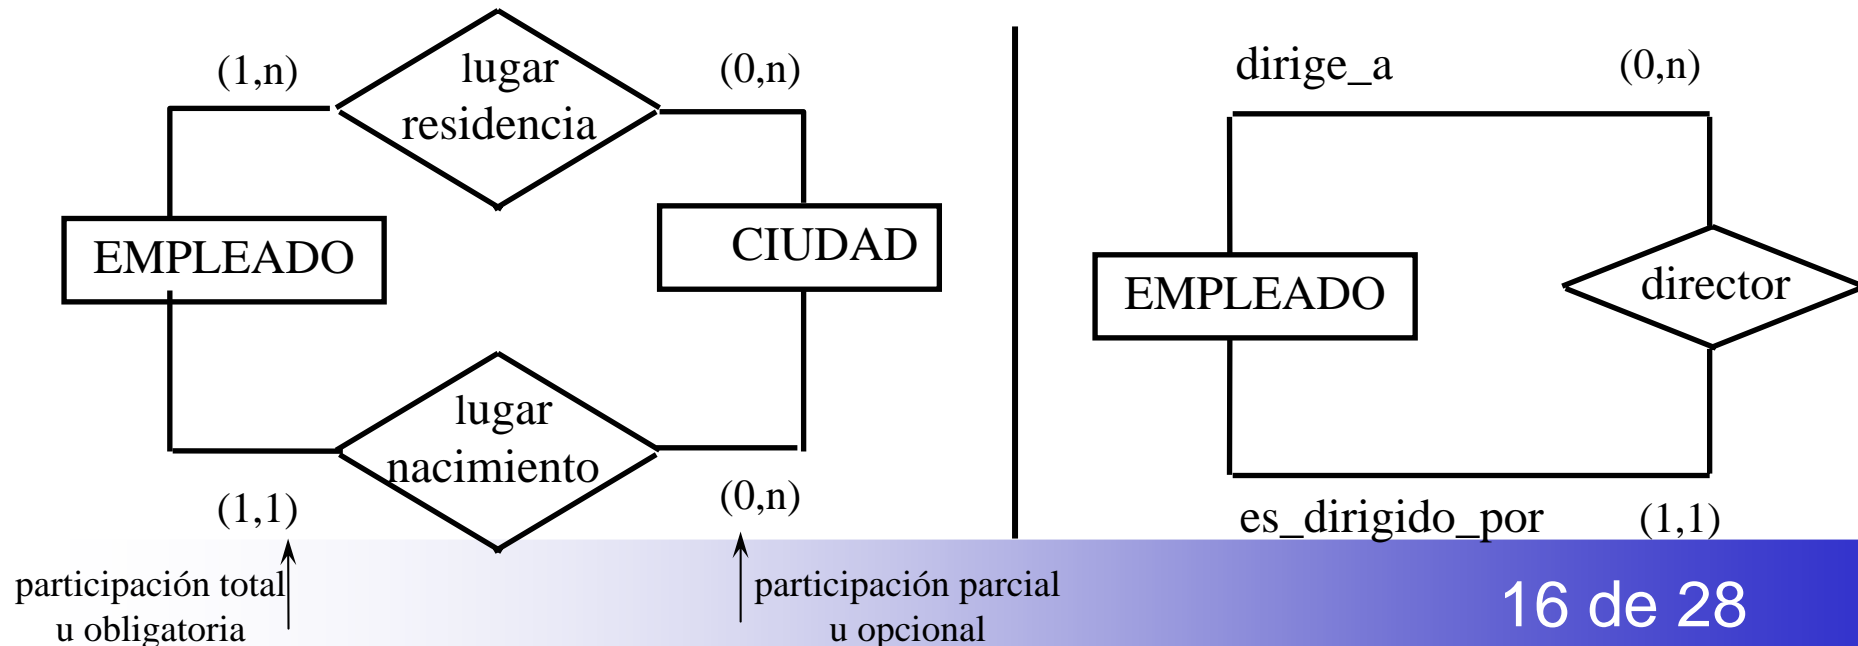 (1,n)
lugar
residencia
(0,n)
EMPLEADO
CIUDAD
lugar
nacimiento
(1,1)
(0,n)
participación total
u obligatoria
participación parcial
u opcional
dirige_a
(0,n)
EMPLEADO
director
es_dirigido_por
(1,1)
16 de 28